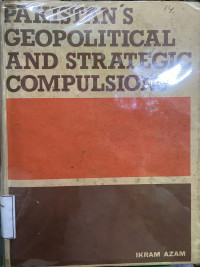 PAKISTAN'S
GEOPOLITICAL
AND STRATEGIC
COMPULSIONS
IKRAM AZAM